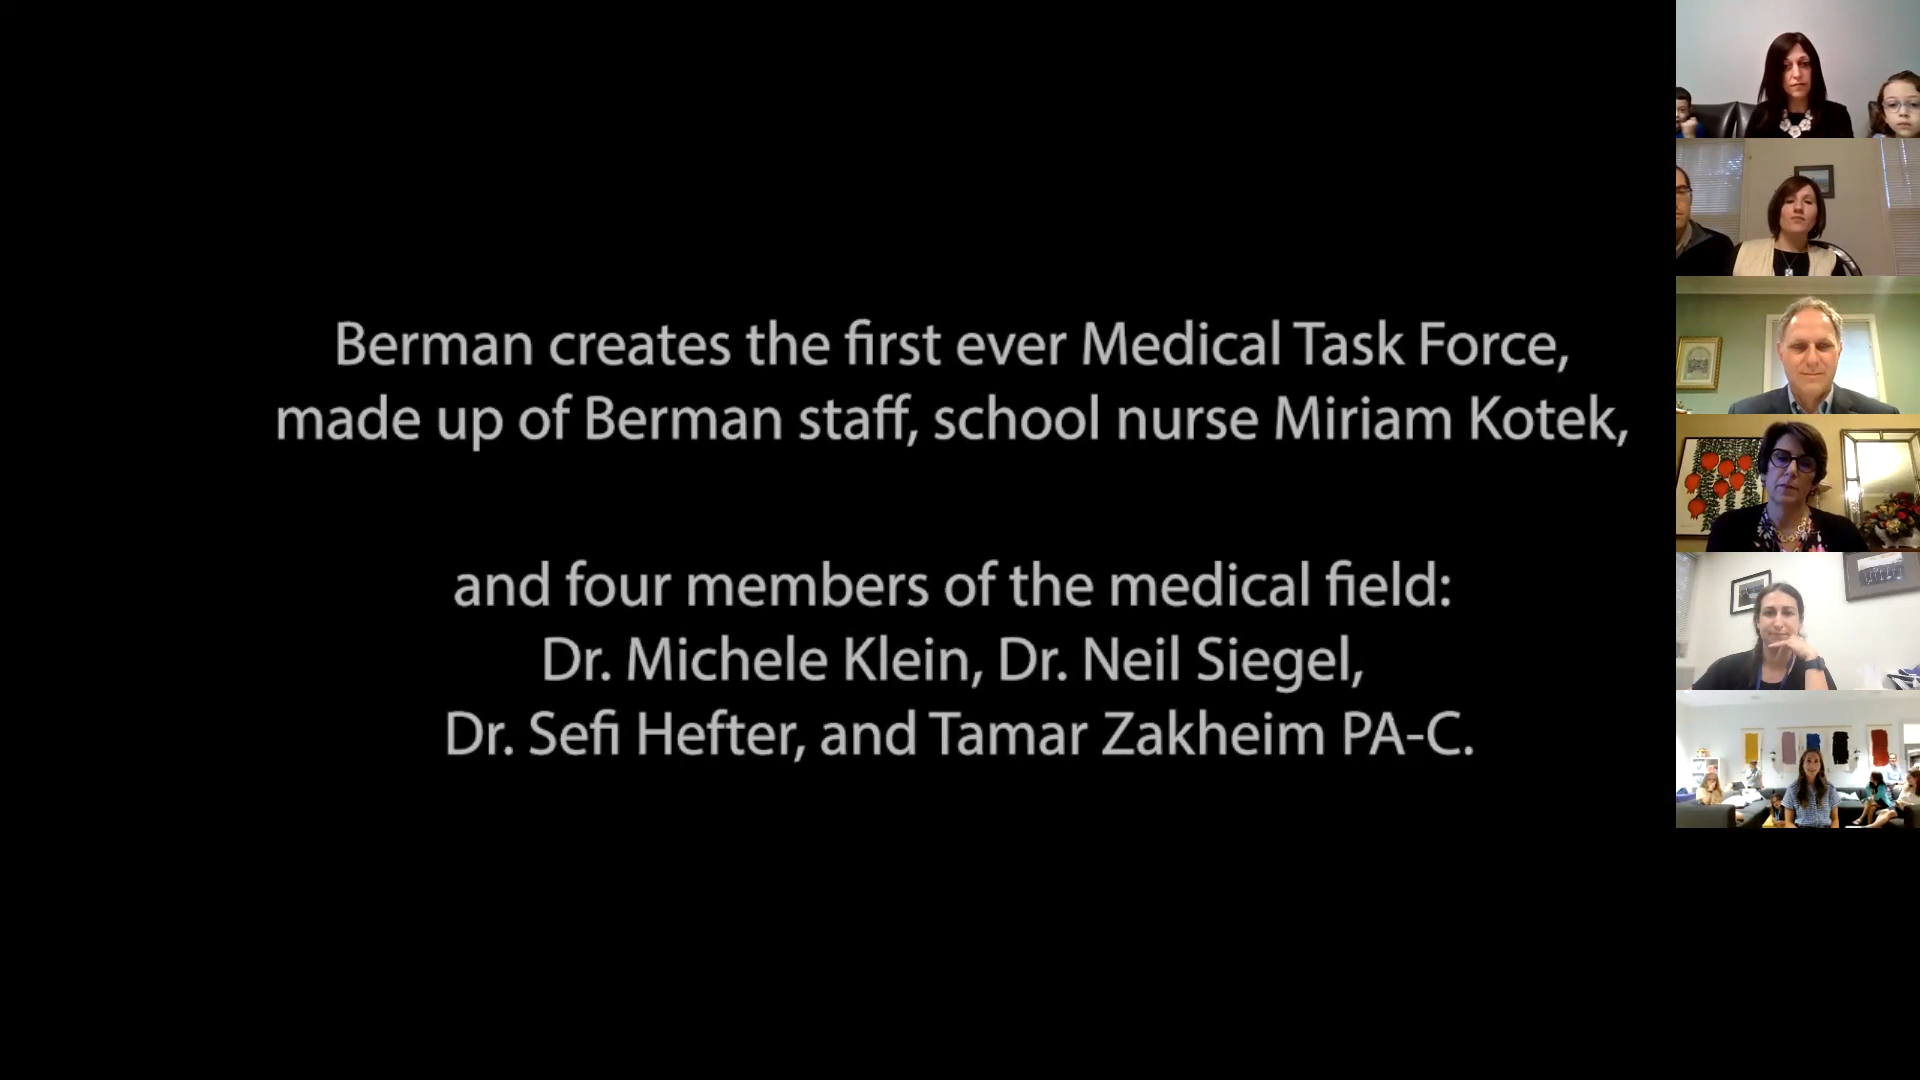 Berman creates the first ever Medical Task Force,
made up of Berman staff, school nurse Miriam Kotek,
and four members of the medical field:
Dr. Michele Klein, Dr. Neil Siegel,
Dr. Sefi Hefter, and Tamar Zakheim PA-C.